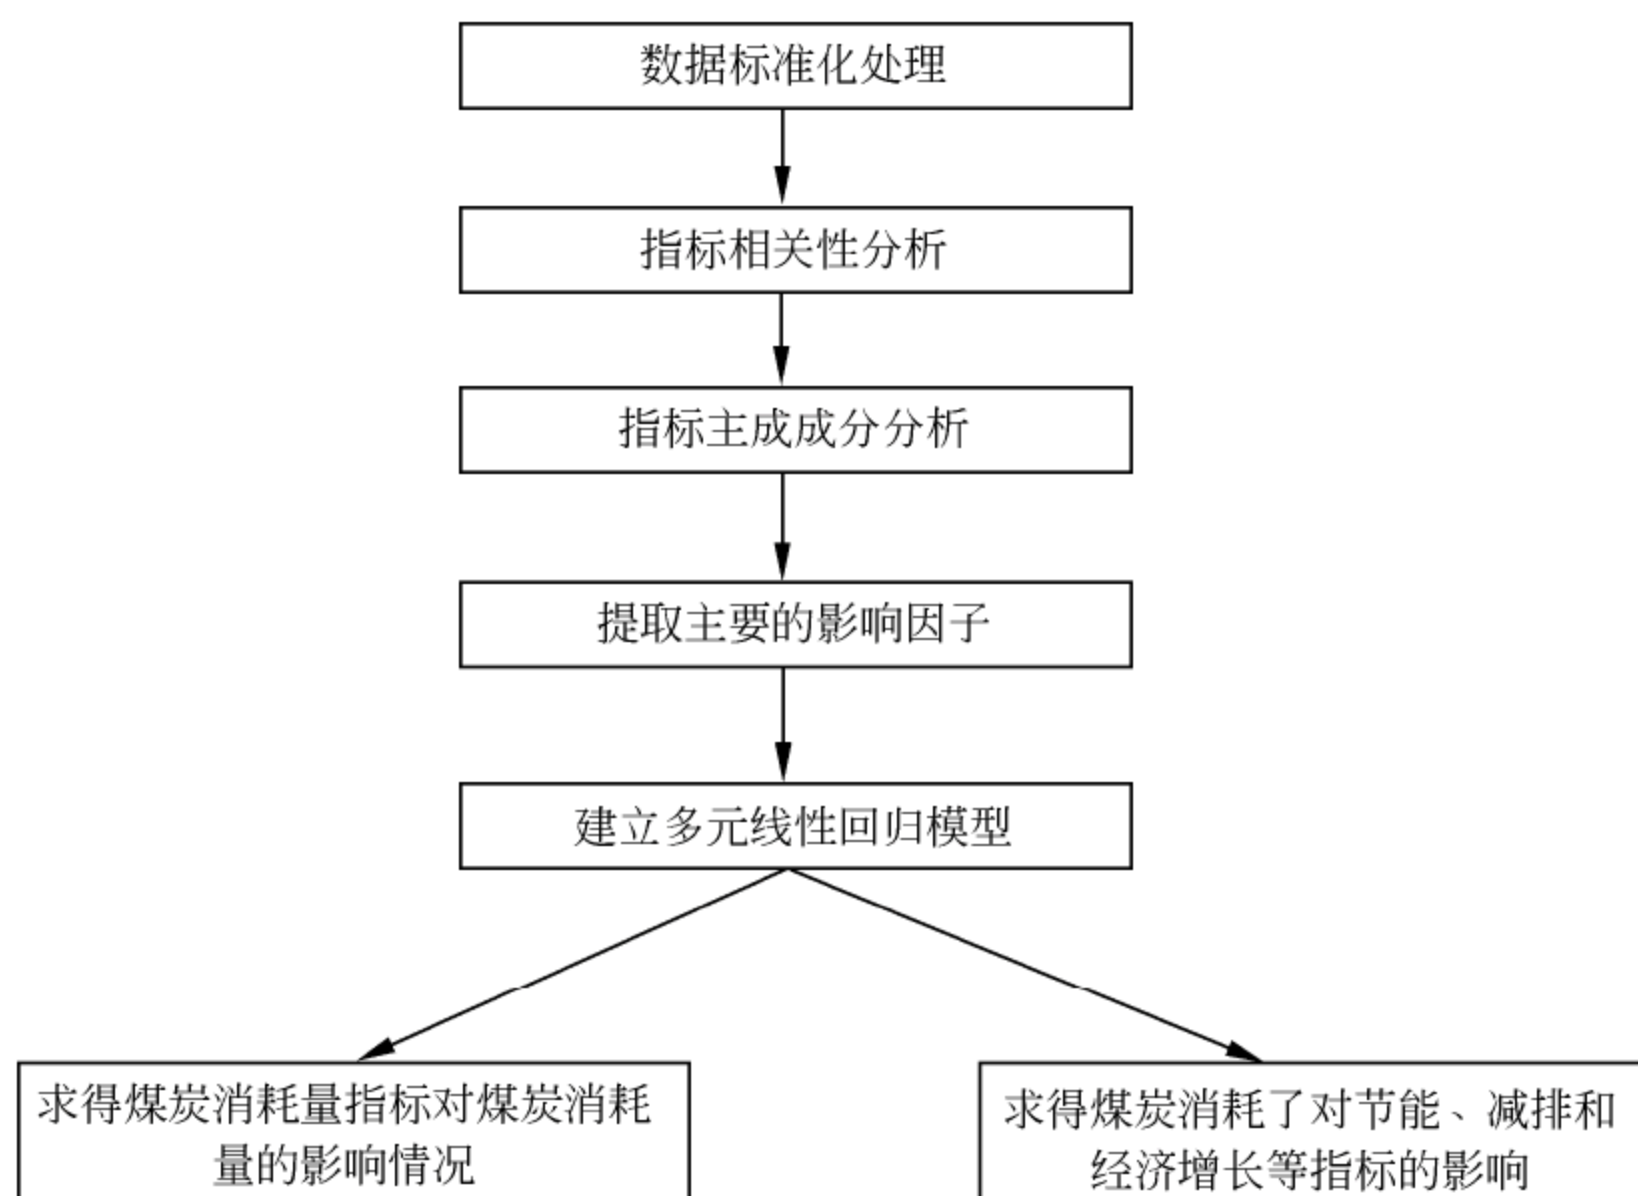 数据标准化处理
指标相关性分析
指标主成成分分析
提取主要的影响因子
建立多元线性回归模型
求得煤炭消耗量指标对煤炭消耗
量的影响情况
求得煤炭消耗了对节能、减排和
经济增长等指标的影响